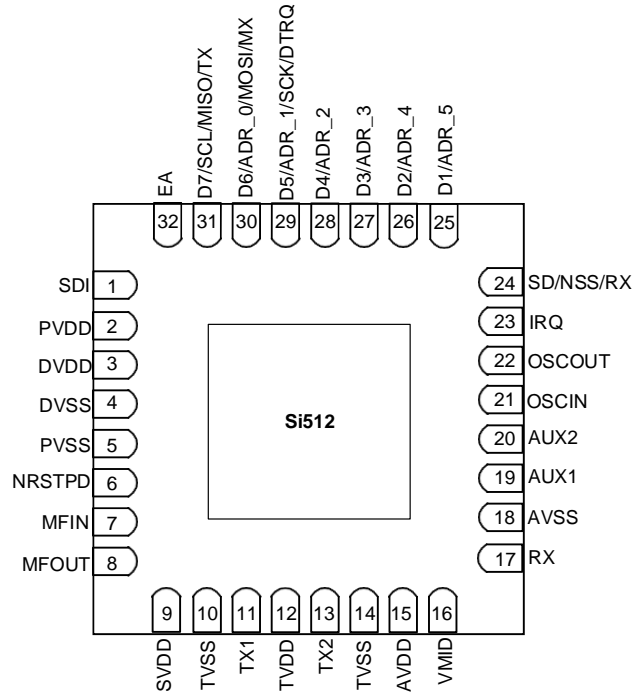 EA
D7/SCL/MISO/TX
D6/ADR_0/MOSI/MX
D5/ADR_1/SCK/DTRQ
D4/ADR_2
D3/ADR_3
D2/ADR_4
D1/ADR_5
32
31
30
29
28
27
26
25
SDI 1
PVDD 2
DVDD 3
DVSS 4
PVSS 5
NRSTPD 6
MFIN 7
MFOUT 8
Si512
24 SD/NSS/RX
23 IRQ
22 OSCOUT
21 OSCIN
20 AUX2
19 AUX1
18 AVSS
17 RX
9
10
11
12
13
14
15
16
SVDD
TVSS
TX1
TVDD
TX2
TVSS
AVDD
VMID